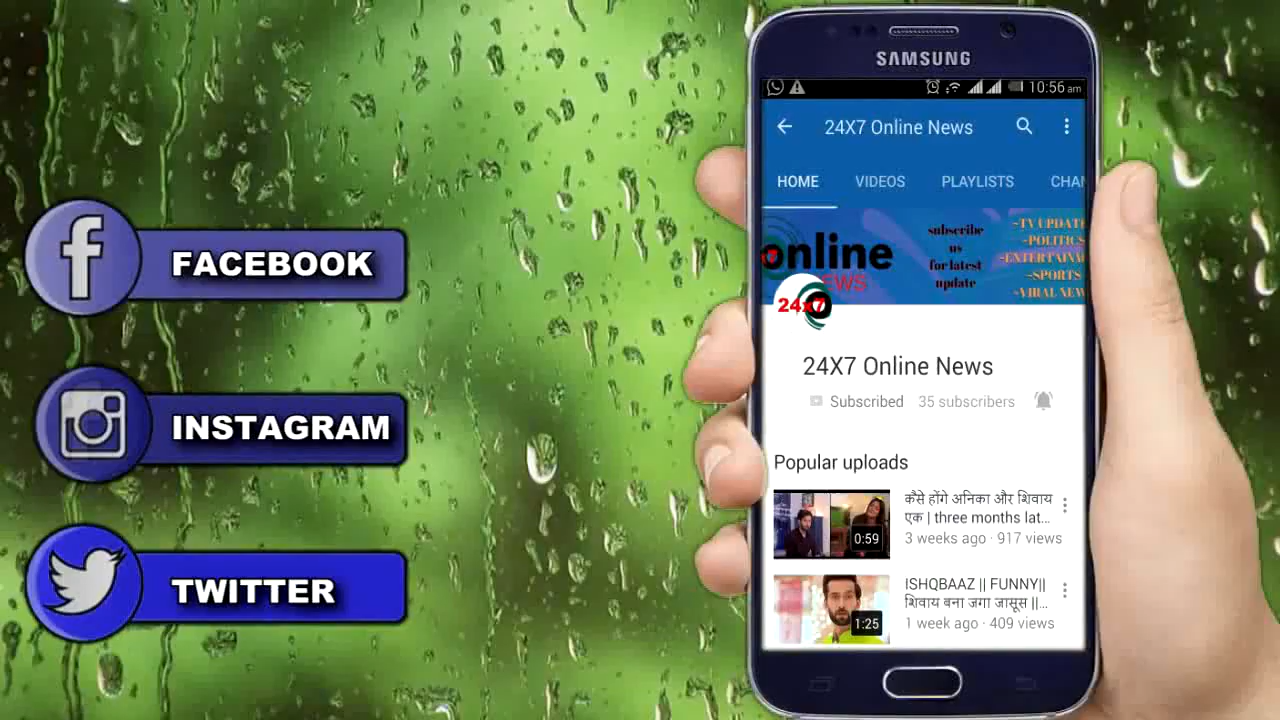 FACEBOOK
INSTAGRAM
TWITTER
SAMSUNG
10:56 am
24X7 Online News
HOME VIDEOS PLAYLISTS CHAN
online
NEWS
24x7
subscribe
us
for latest
update
~TV UPDATE
~POLITICS
~ENTERTAINM
~SPORTS
~VIRAL NEW
24X7 Online News
Subscribed 35 subscribers
Popular uploads
कैसे होंगे अनिका और शिवाय
एक | three months lat...
3 weeks ago · 917 views
0:59
ISHQBAAZ || FUNNY||
शिवाय बना जगा जासूस ||...
1 week ago · 409 views
1:25